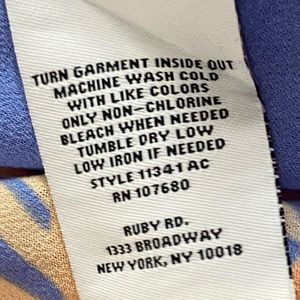 TURN GARMENT INSIDE OUT
MACHINE WASH COLD
WITH LIKE COLORS
ONLY NON-CHLORINE
BLEACH WHEN NEEDED
TUMBLE DRY LOW
LOW IRON IF NEEDED
STYLE 11341 AC
RN 107680
RUBY RD.
1333 BROADWAY
NEW YORK, NY 10018